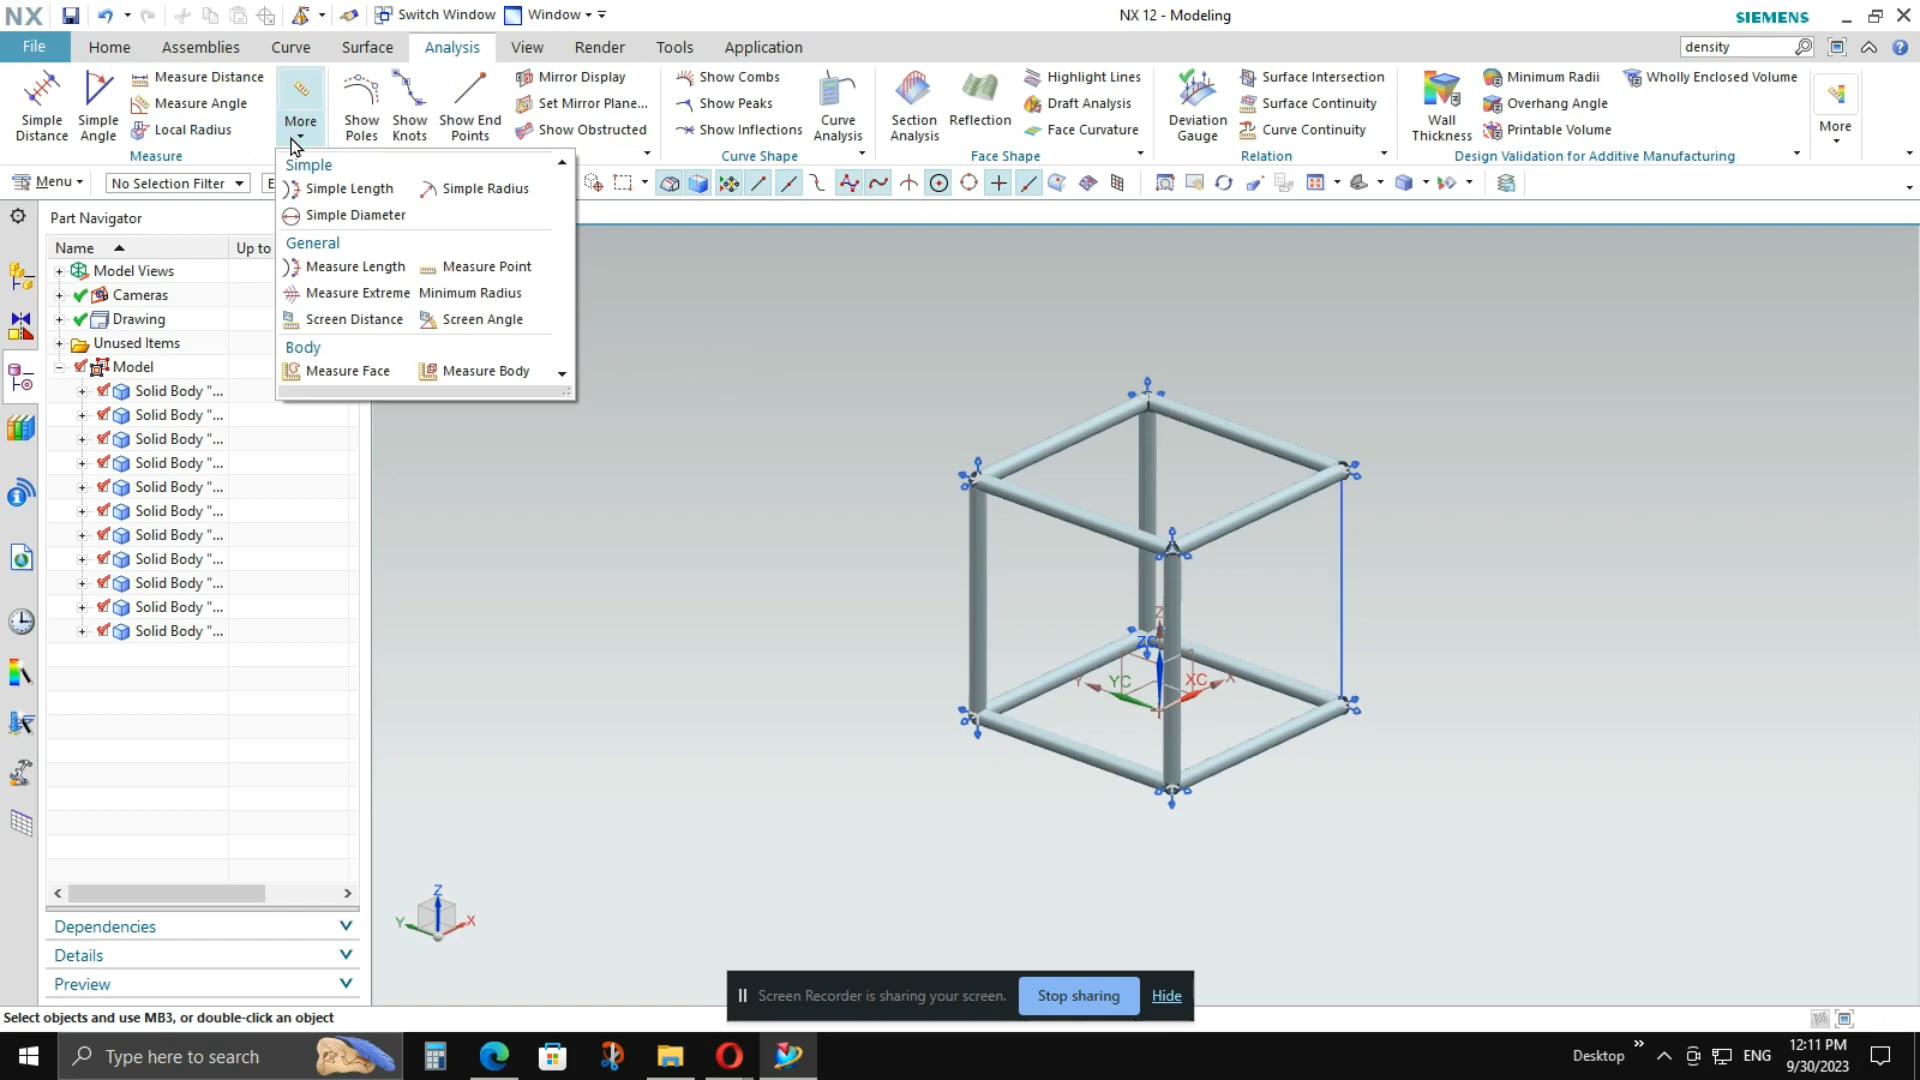 NX
Switch Window
Window
NX 12 - Modeling
SIEMENS
File
Home
Assemblies
Curve
Surface
Analysis
View
Render
Tools
Application
density
Simple Distance
Simple Angle
Measure Distance
Measure Angle
Local Radius
More
Show Poles
Show Knots
Show End Points
Mirror Display
Set Mirror Plane...
Show Obstructed
Show Combs
Show Peaks
Show Inflections
Curve Analysis
Section Analysis
Reflection
Highlight Lines
Draft Analysis
Face Curvature
Deviation Gauge
Surface Intersection
Surface Continuity
Curve Continuity
Wall Thickness
Minimum Radii
Overhang Angle
Printable Volume
Wholly Enclosed Volume
More
Measure
Curve Shape
Face Shape
Relation
Design Validation for Additive Manufacturing
Menu
No Selection Filter
E
Simple
Simple Length
Simple Radius
Simple Diameter
General
Measure Length
Measure Point
Measure Extreme
Minimum Radius
Screen Distance
Screen Angle
Body
Measure Face
Measure Body
Part Navigator
Name
Up to
Model Views
Cameras
Drawing
Unused Items
Model
Solid Body "...
Solid Body "...
Solid Body "...
Solid Body "...
Solid Body "...
Solid Body "...
Solid Body "...
Solid Body "...
Solid Body "...
Solid Body "...
Solid Body "...
Z
ZC
Y
YC
XC
X
Z
Y
X
Dependencies
Details
Preview
Screen Recorder is sharing your screen.
Stop sharing
Hide
Select objects and use MB3, or double-click an object
Type here to search
Desktop
ENG
12:11 PM
9/30/2023